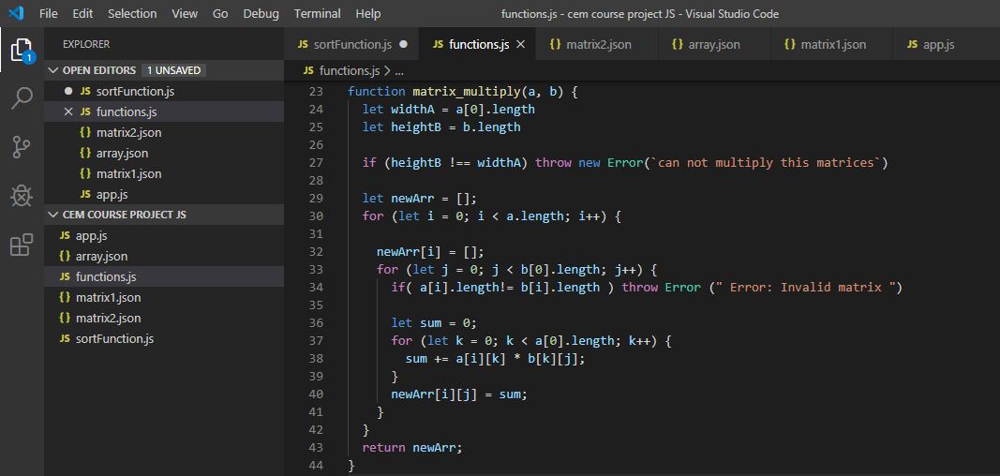 File Edit Selection View Go Debug Terminal Help functions.js - cem course project JS - Visual Studio Code
EXPLORER
OPEN EDITORS 1 UNSAVED
JS sortFunction.js
JS functions.js
{} matrix2.json
{} array.json
{} matrix1.json
JS app.js
CEM COURSE PROJECT JS
JS app.js
{} array.json
JS functions.js
{} matrix1.json
{} matrix2.json
JS sortFunction.js
1
JS sortFunction.js JS functions.js {} matrix2.json {} array.json {} matrix1.json JS app.js
JS functions.js > ...
23 function matrix_multiply(a, b) {
24   let widthA = a[0].length
25   let heightB = b.length
26
27   if (heightB !== widthA) throw new Error(`can not multiply this matrices`)
28
29   let newArr = [];
30   for (let i = 0; i < a.length; i++) {
31
32     newArr[i] = [];
33     for (let j = 0; j < b[0].length; j++) {
34       if( a[i].length!= b[i].length ) throw Error (" Error: Invalid matrix ")
35
36       let sum = 0;
37       for (let k = 0; k < a[0].length; k++) {
38         sum += a[i][k] * b[k][j];
39       }
40       newArr[i][j] = sum;
41     }
42   }
43   return newArr;
44 }